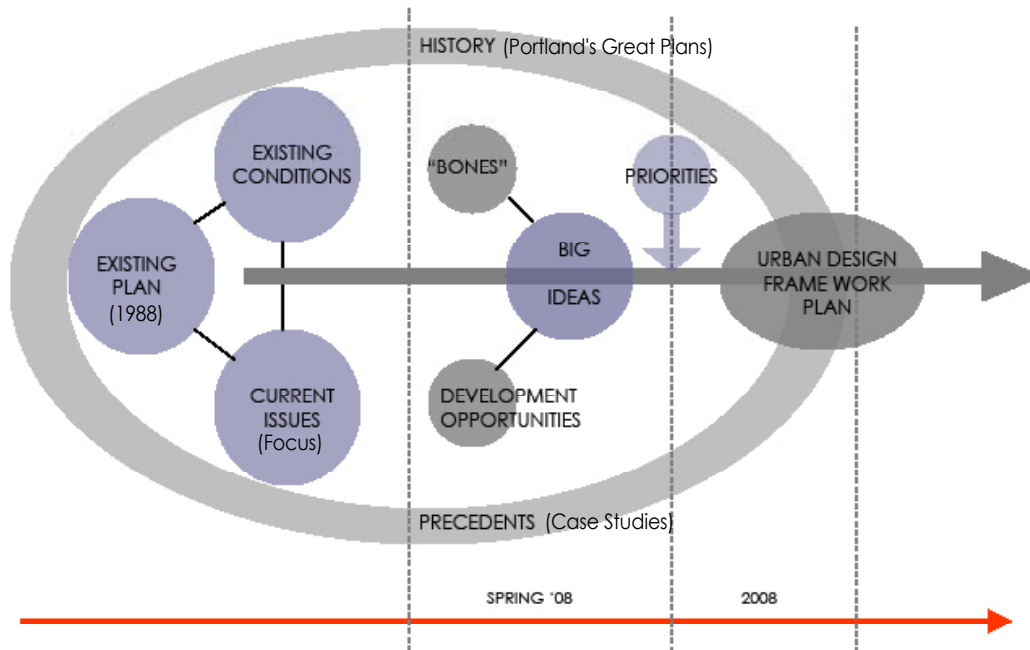 HISTORY (Portland's Great Plans)
EXISTING
CONDITIONS
"BONES"
PRIORITIES
EXISTING
PLAN
(1988)
BIG
IDEAS
URBAN DESIGN
FRAME WORK
PLAN
CURRENT
ISSUES
(Focus)
DEVELOPMENT
OPPORTUNITIES
PRECEDENTS (Case Studies)
SPRING '08
2008